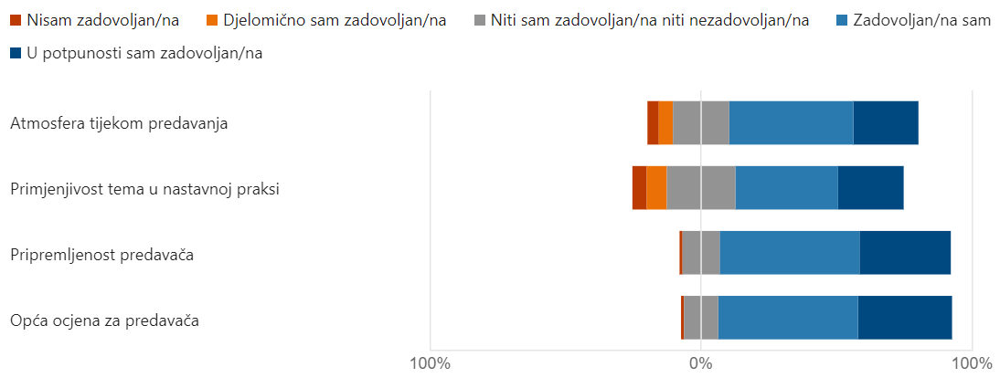 Nisam zadovoljan/na Djelomično sam zadovoljan/na Niti sam zadovoljan/na niti nezadovoljan/na Zadovoljan/na sam
U potpunosti sam zadovoljan/na
Atmosfera tijekom predavanja
Primjenjivost tema u nastavnoj praksi
Pripremljenost predavača
Opća ocjena za predavača
100% 0% 100%